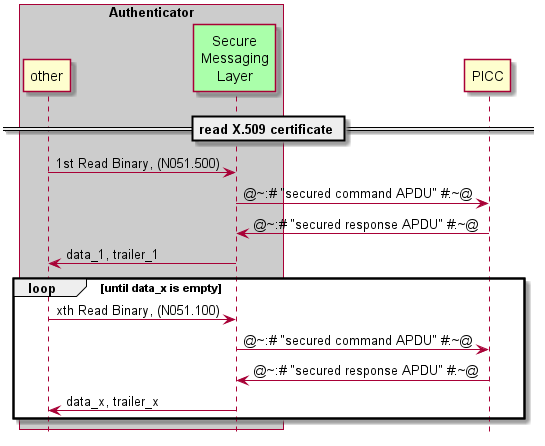 Authenticator
other
Secure
Messaging
Layer
PICC
read X.509 certificate
1st Read Binary, (N051.500)
@~:# "secured command APDU" #:~@
@~:# "secured response APDU" #:~@
data_1, trailer_1
loop [until data_x is empty]
xth Read Binary, (N051.100)
@~:# "secured command APDU" #:~@
@~:# "secured response APDU" #:~@
data_x, trailer_x